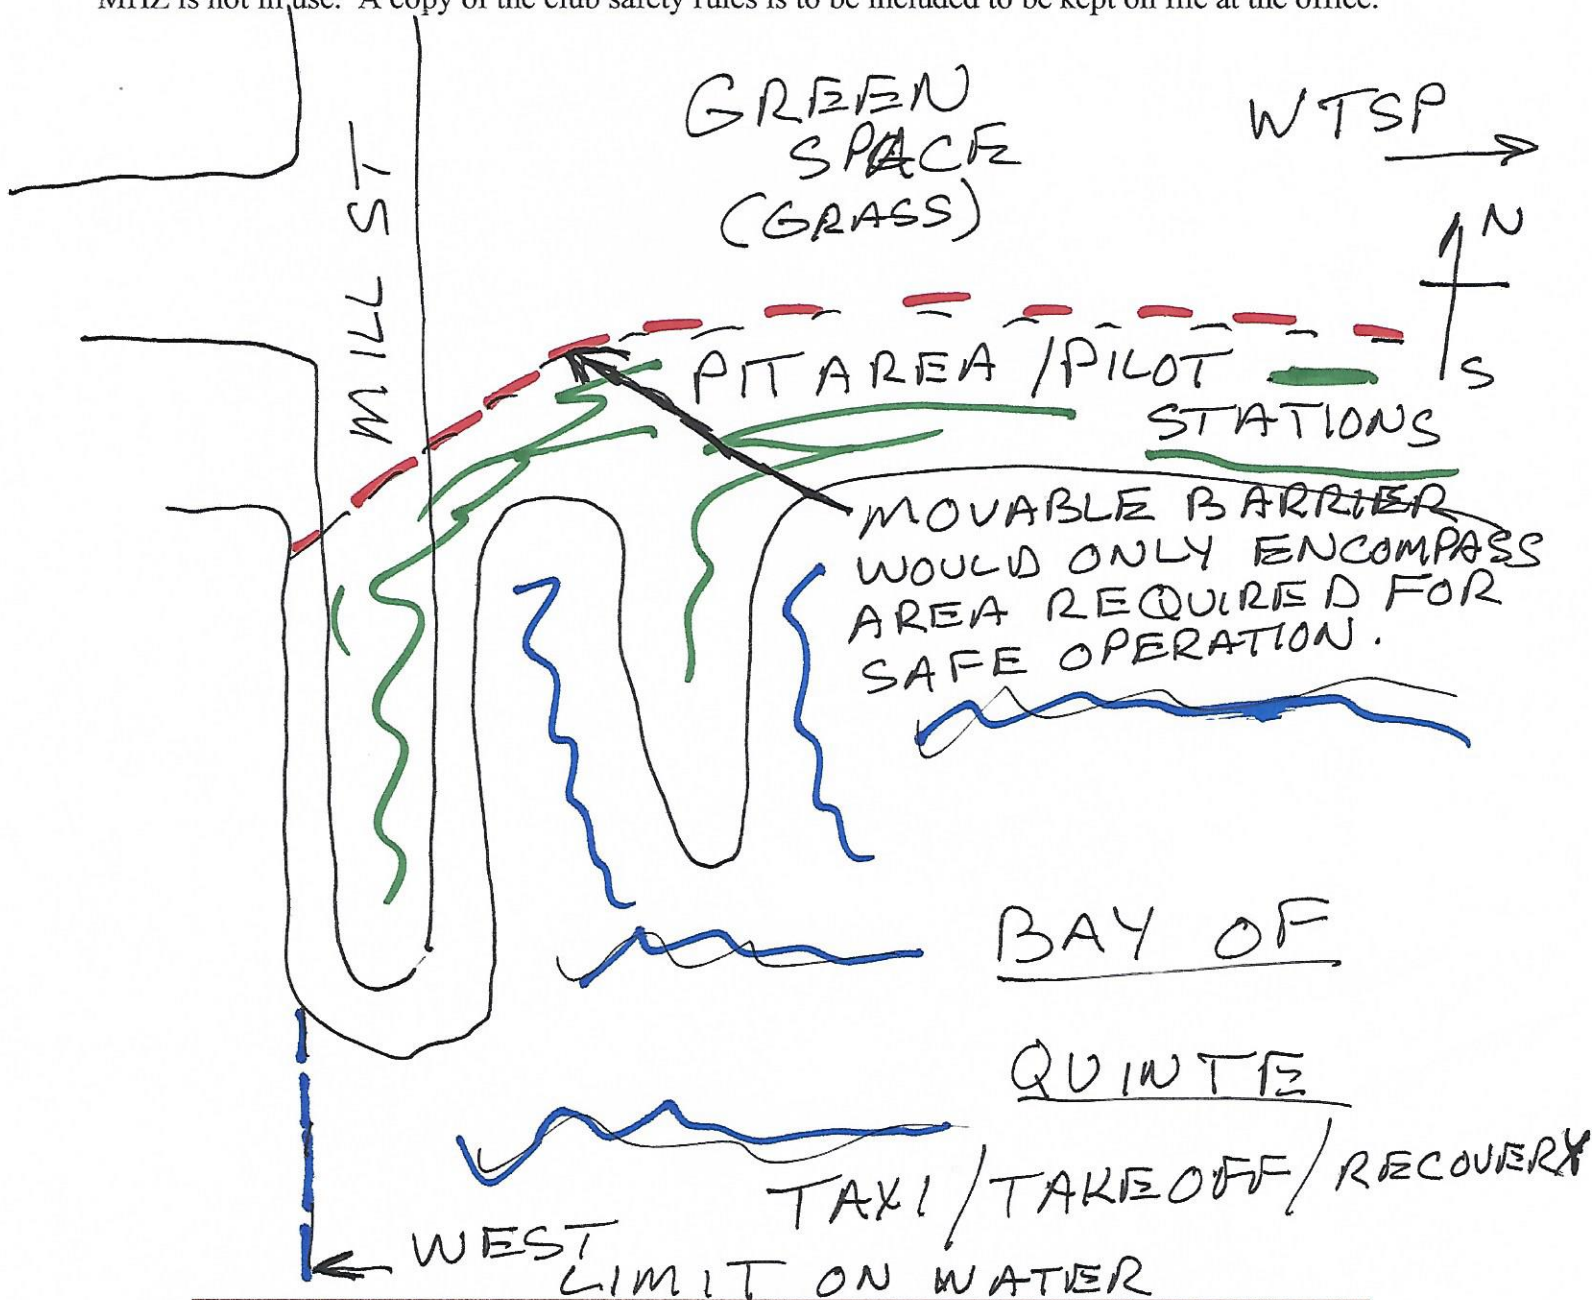 MHZ is not in use. A copy of the club safety rules is to be included to be kept on file at the office.
GREEN
SPACE
(GRASS)
WTSP
N
S
MILL ST
PIT AREA / PILOT
STATIONS
MOVABLE BARRIER
WOULD ONLY ENCOMPASS
AREA REQUIRED FOR
SAFE OPERATION.
BAY OF
QUINTE
TAXI / TAKEOFF / RECOVERY
WEST
LIMIT ON WATER